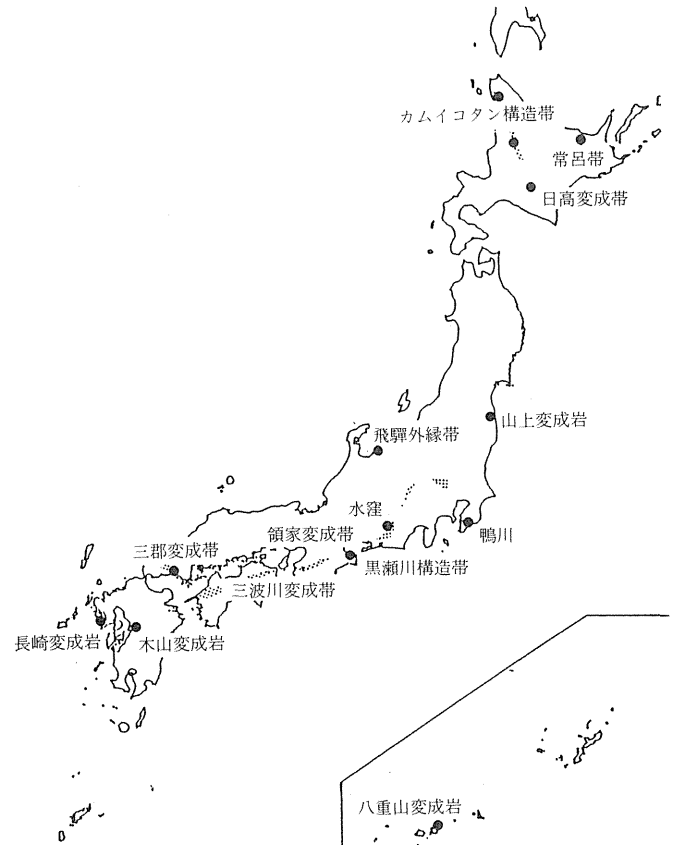 カムイコタン構造帯
常呂帯
日高変成帯
山上変成岩
飛驒外縁帯
水窪
鴨川
領家変成帯
三郡変成帯
黒瀬川構造帯
三波川変成帯
長崎変成岩
木山変成岩
八重山変成岩